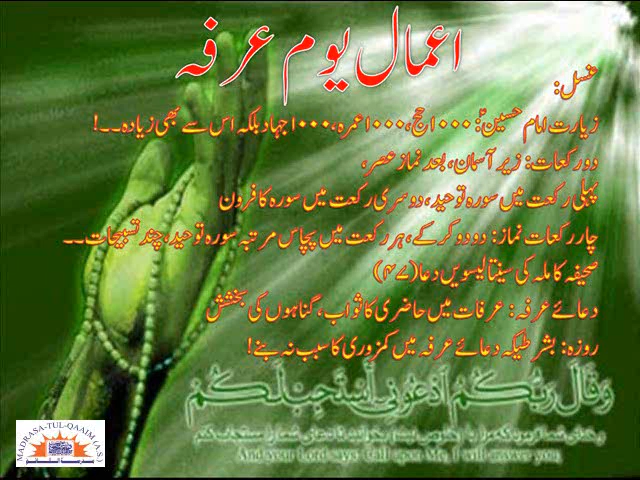 اعمال یوم عرفہ
غسل:
زیارت امام حسینؑ: ۱۰۰۰ حج، ۱۰۰۰ عمرہ، ۱۰۰۰ جہاد بلکہ اس سے بھی زیادہ۔۔!
دو رکعات: زیر آسمان، بعد نماز عصر،
پہلی رکعت میں سورہ توحید، دوسری رکعت میں سورہ کافرون
چار رکعات نماز: دو دو کر کے، ہر رکعت میں پچاس مرتبہ سورہ توحید، چند تسبیحات۔۔
صحیفہ کاملہ کی سینتالیسویں دعا (۴۷)
دعائے عرفہ: عرفات میں حاضری کا ثواب، گناہوں کی بخشش
روزہ: بشرطیکہ دعائے عرفہ میں کمزوری کا سبب نہ بنے!
وَقَالَ رَبُّكُمُ ادْعُونِي أَسْتَجِبْ لَكُمْ
And your Lord says: Call upon Me, I will answer you.
MADRASA-TUL-QAAIM (A.S)